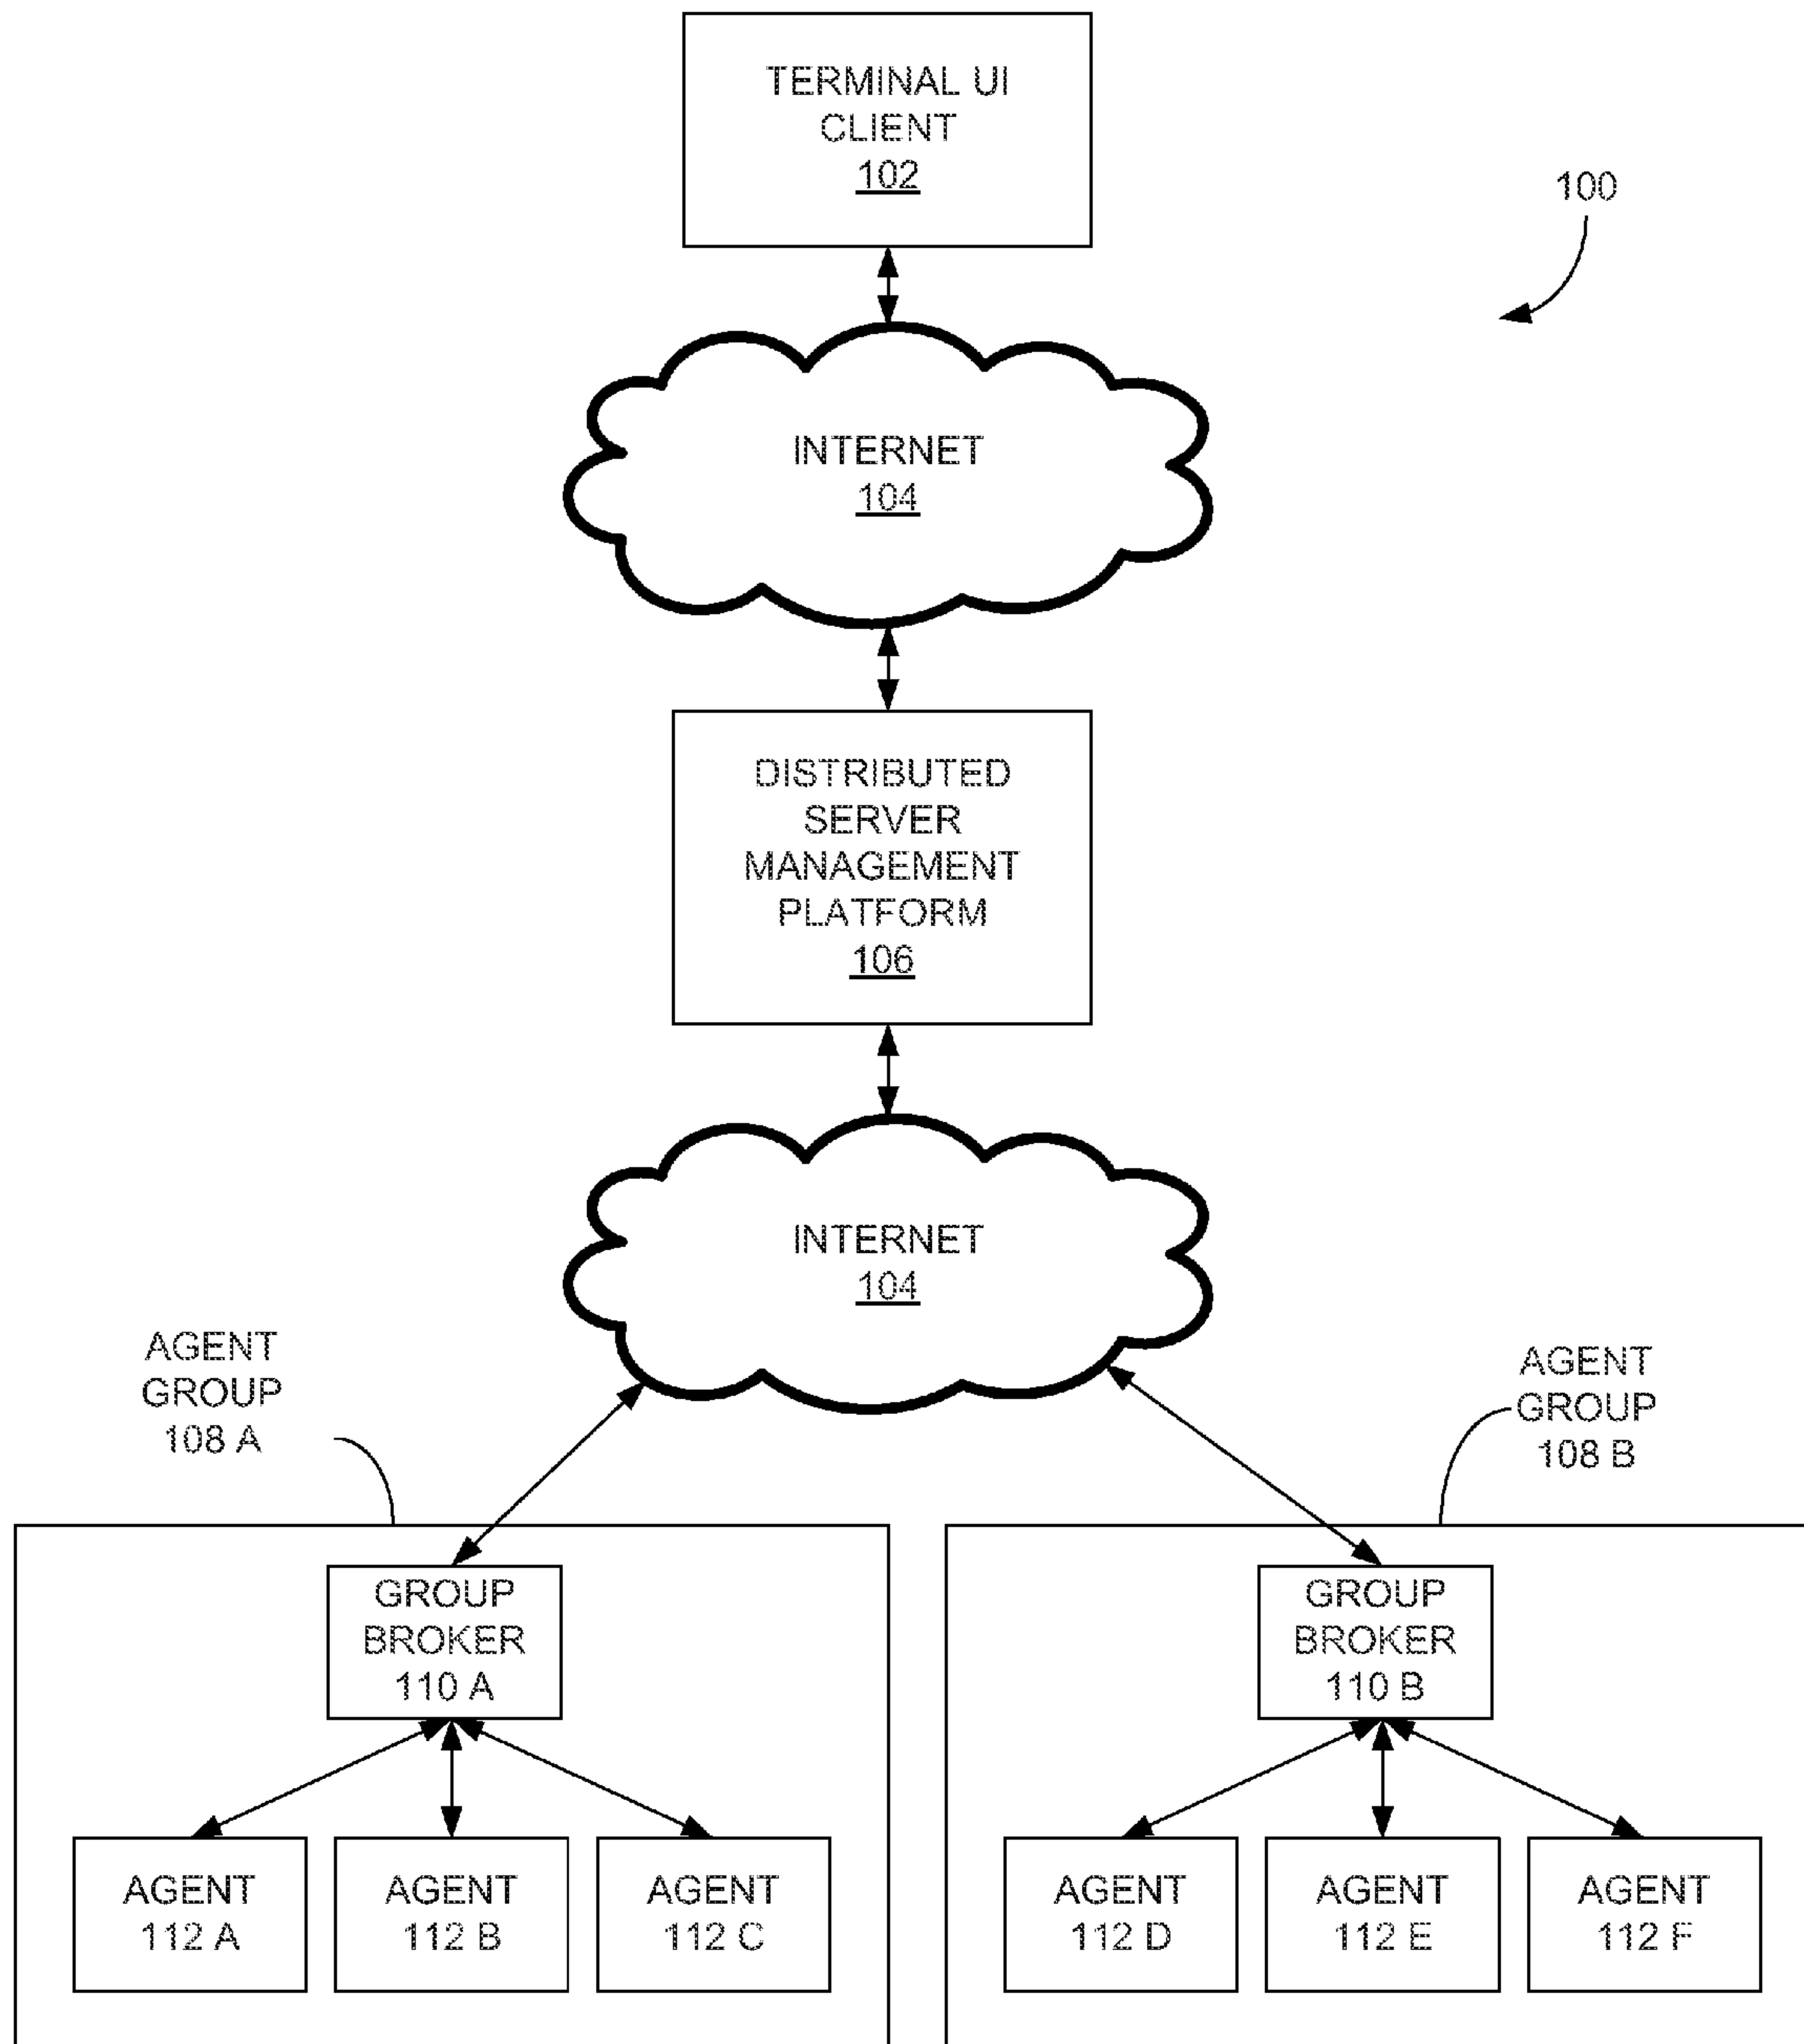 TERMINAL UI
CLIENT
102
100
INTERNET
104
DISTRIBUTED
SERVER
MANAGEMENT
PLATFORM
106
INTERNET
104
AGENT
GROUP
108 A
AGENT
GROUP
108 B
GROUP
BROKER
110 A
GROUP
BROKER
110 B
AGENT
112 A
AGENT
112 B
AGENT
112 C
AGENT
112 D
AGENT
112 E
AGENT
112 F